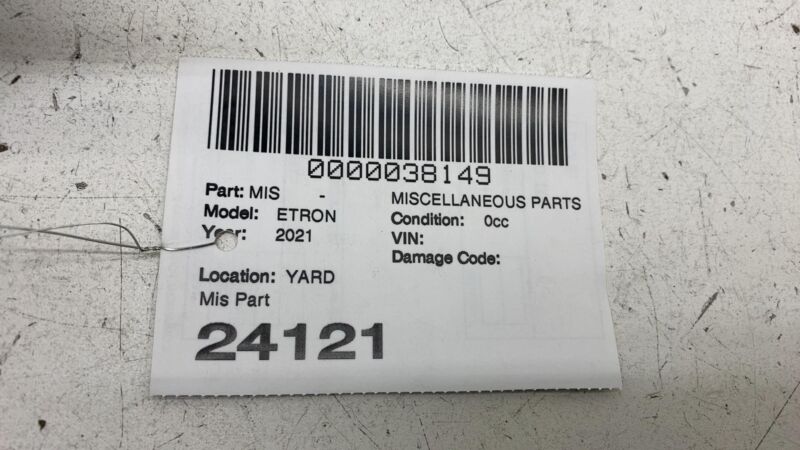 0000038149
Part: MIS - MISCELLANEOUS PARTS
Model: ETRON Condition: 0cc
Year: 2021 VIN:
Damage Code:
Location: YARD
Mis Part
24121